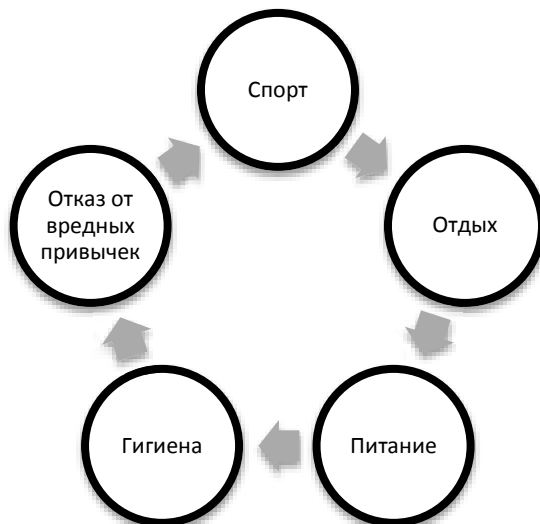 Спорт
Отдых
Питание
Гигиена
Отказ от
вредных
привычек